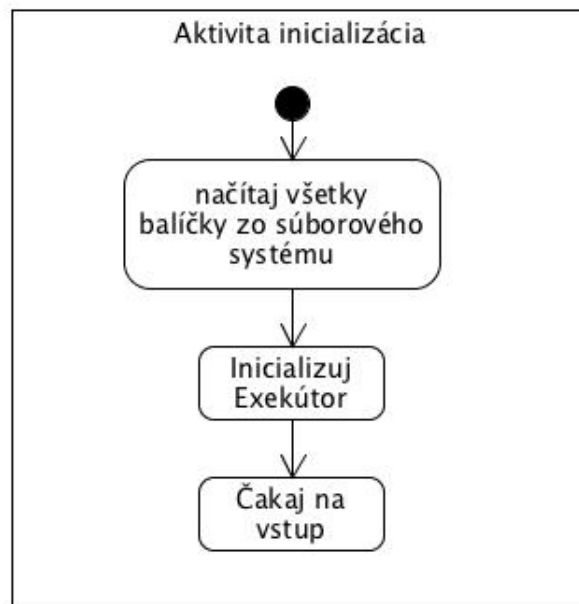 Aktivita inicializácia
načítaj všetky
balíčky zo súborového
systému
Inicializuj
Exekútor
Čakaj na
vstup